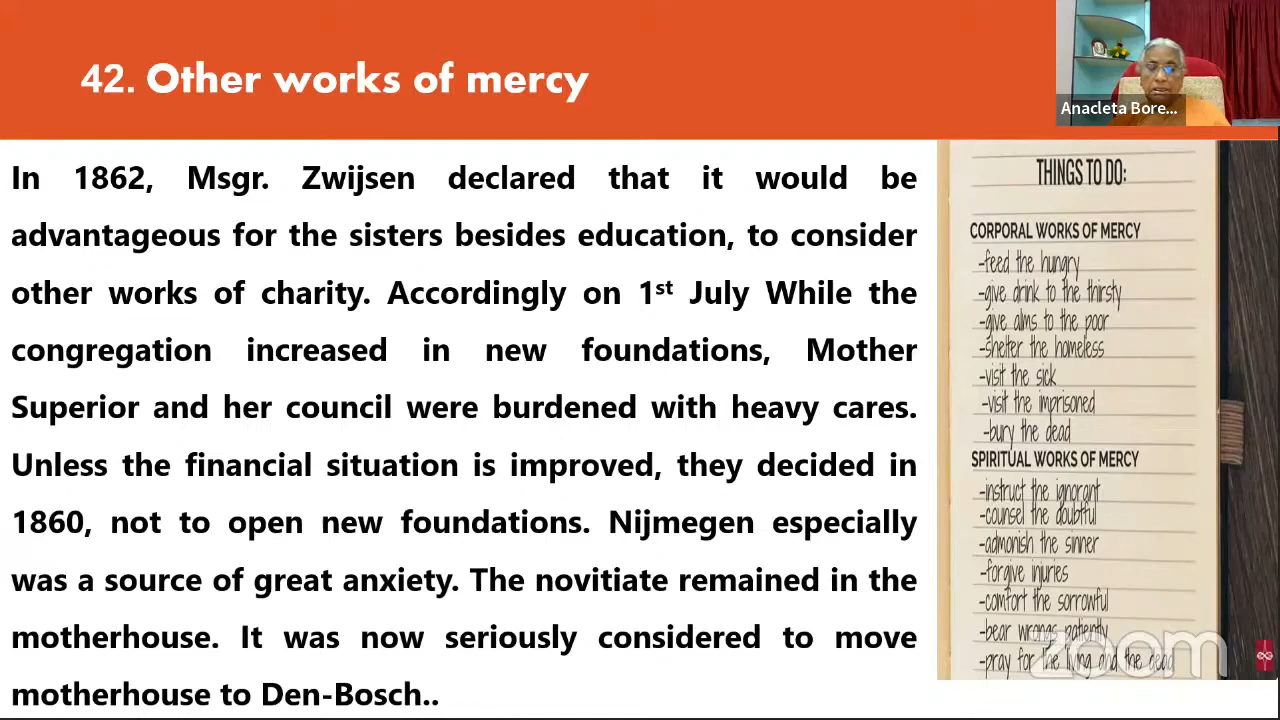 42. Other works of mercy
Anacleta Bore...
In 1862, Msgr. Zwijsen declared that it would be
advantageous for the sisters besides education, to consider
other works of charity. Accordingly on 1st July While the
congregation increased in new foundations, Mother
Superior and her council were burdened with heavy cares.
Unless the financial situation is improved, they decided in
1860, not to open new foundations. Nijmegen especially
was a source of great anxiety. The novitiate remained in the
motherhouse. It was now seriously considered to move
motherhouse to Den-Bosch..
THINGS TO DO:
CORPORAL WORKS OF MERCY
-feed the hungry
-give drink to the thirsty
-give alms to the poor
-shelter the homeless
-visit the sick
-visit the imprisoned
-bury the dead
SPIRITUAL WORKS OF MERCY
-instruct the ignorant
-counsel the doubtful
-admonish the sinner
-forgive injuries
-comfort the sorrowful
-bear wrongs patiently
-pray for the living and the dead
zoom